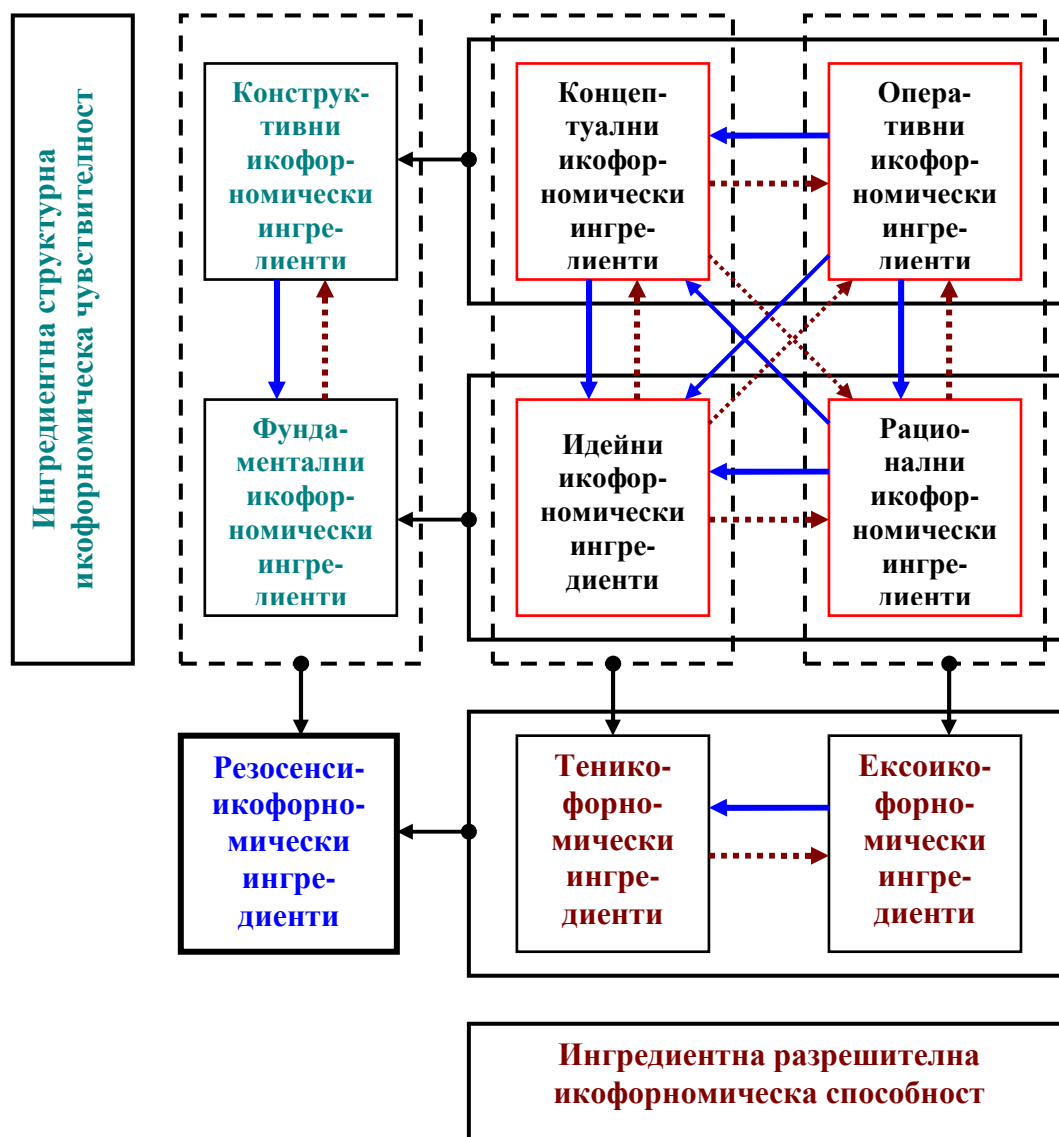 Ингредиентна структурна
икофорномическа чувствителност
Конструк-
тивни
икофор-
номически
ингре-
диенти
Концеп-
туални
икофор-
номически
ингре-
диенти
Опера-
тивни
икофор-
номически
ингре-
диенти
Фунда-
ментални
икофор-
номически
ингре-
диенти
Идейни
икофор-
номически
ингре-
диенти
Рацио-
нални
икофор-
номически
ингре-
диенти
Резосенси-
икофорно-
мически
ингре-
диенти
Тенико-
форно-
мически
ингре-
диенти
Ексоико-
форно-
мически
ингре-
диенти
Ингредиентна разрешителна
икофорномическа способност